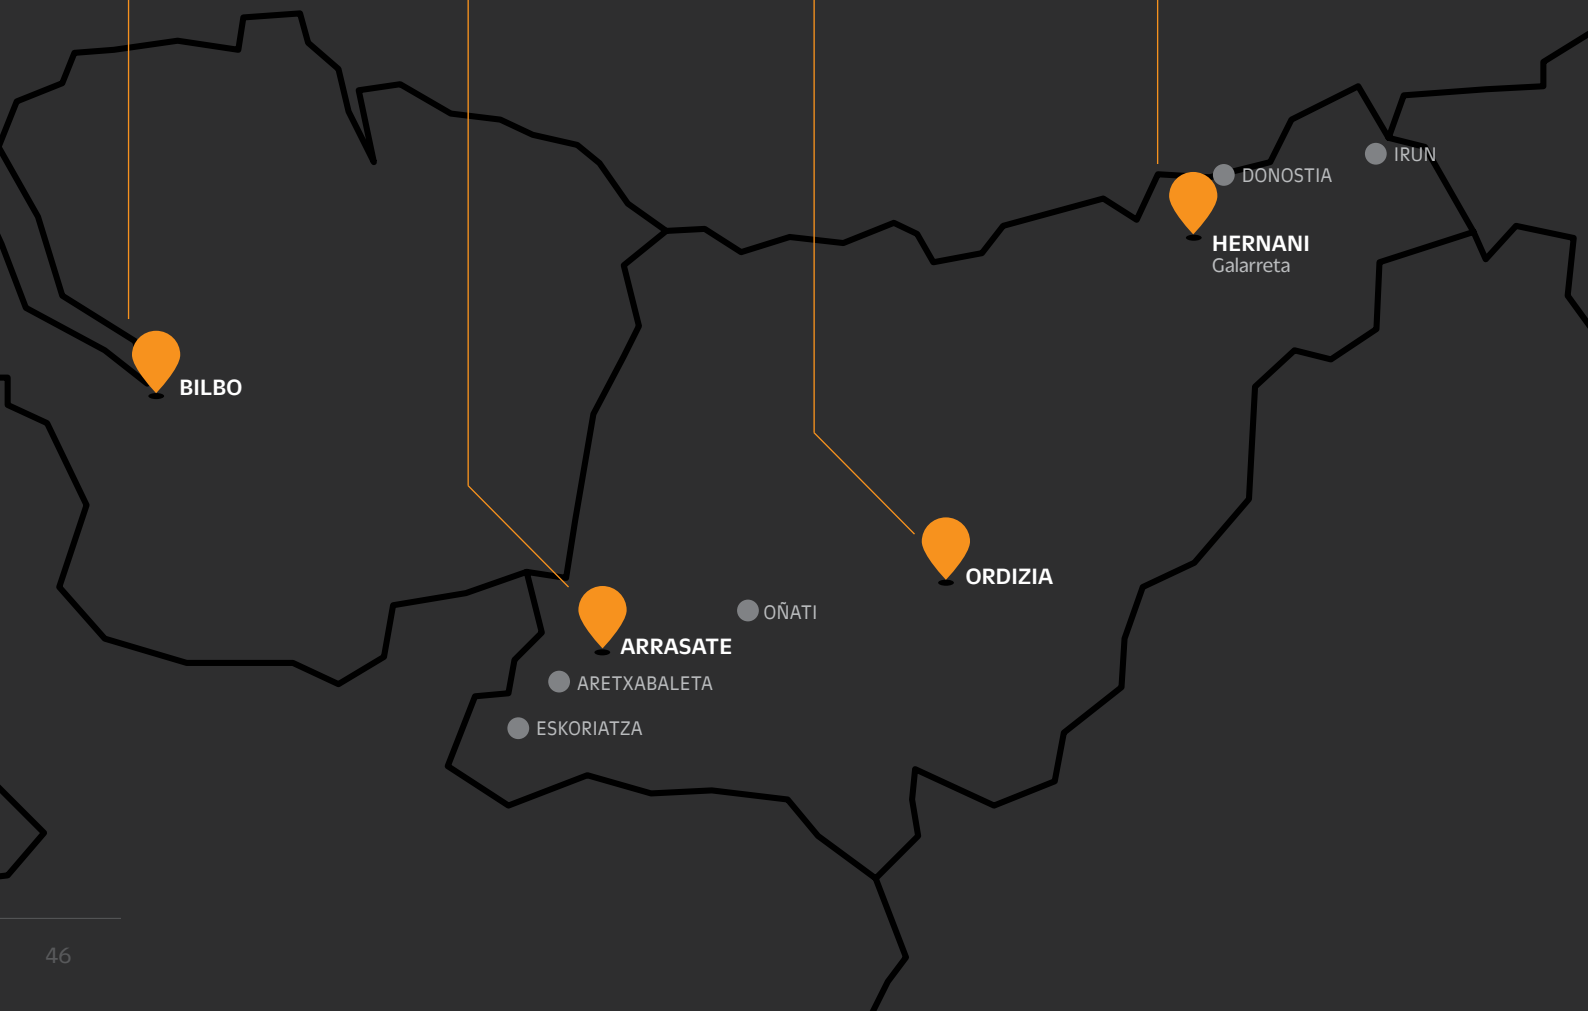 IRUN
DONOSTIA
HERNANI
Galarreta
BILBO
ORDIZIA
OÑATI
ARRASATE
ARETXABALETA
ESKORIATZA
46